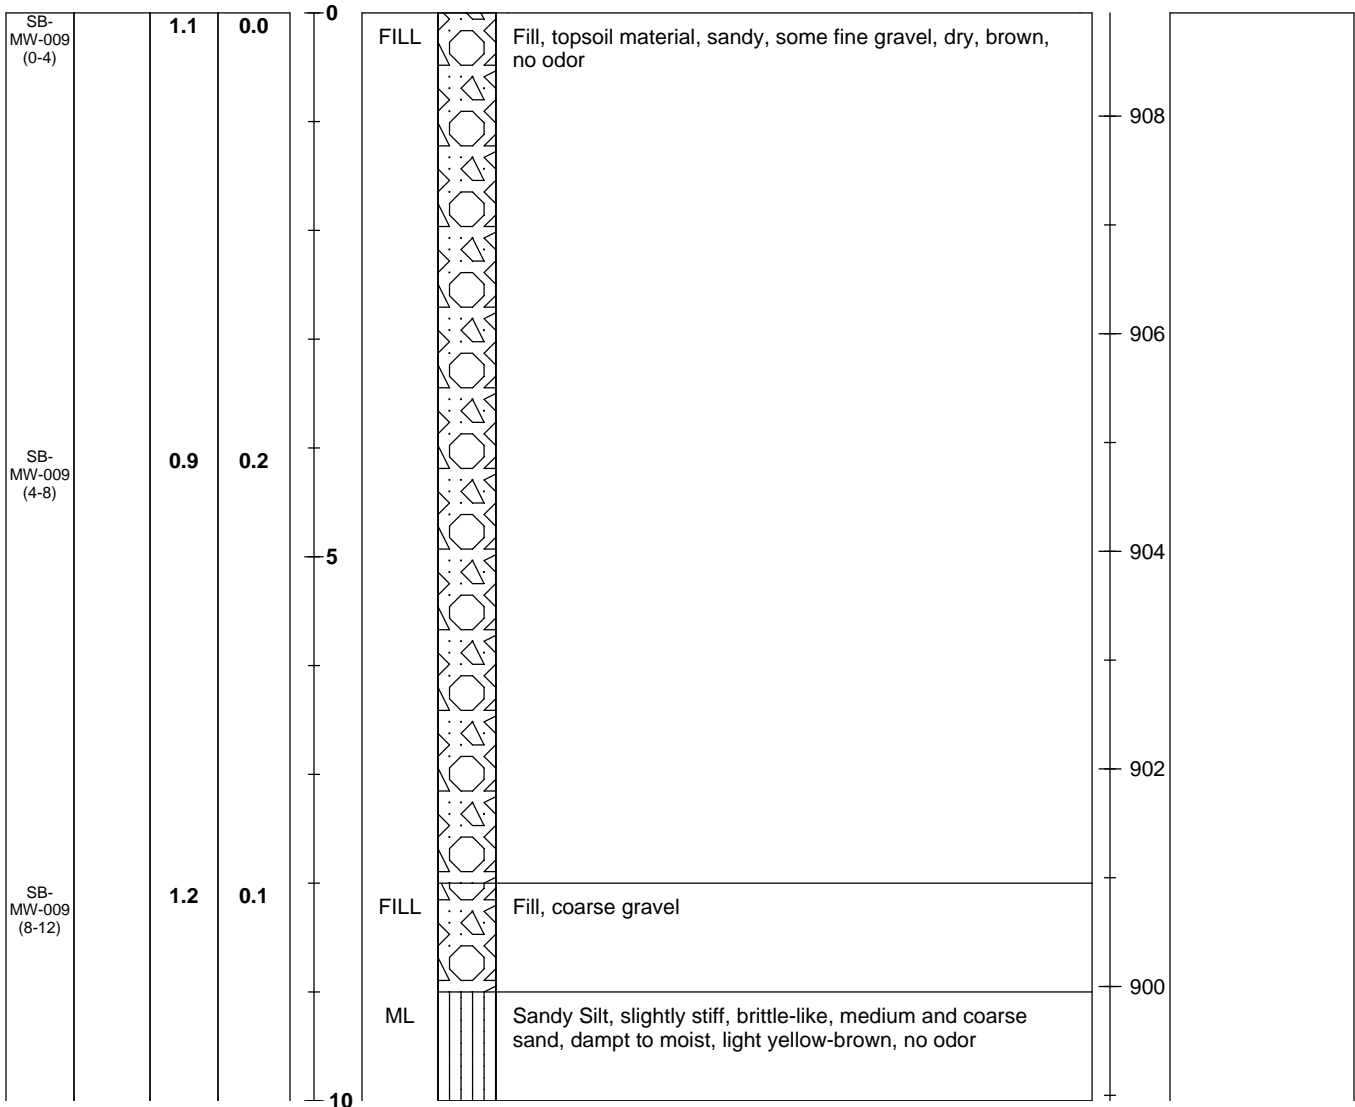 SB-
MW-009
(0-4)
1.1
0.0
0
FILL
Fill, topsoil material, sandy, some fine gravel, dry, brown,
no odor
908
906
SB-
MW-009
(4-8)
0.9
0.2
904
5
902
SB-
MW-009
(8-12)
1.2
0.1
FILL
Fill, coarse gravel
900
ML
Sandy Silt, slightly stiff, brittle-like, medium and coarse
sand, dampt to moist, light yellow-brown, no odor
10